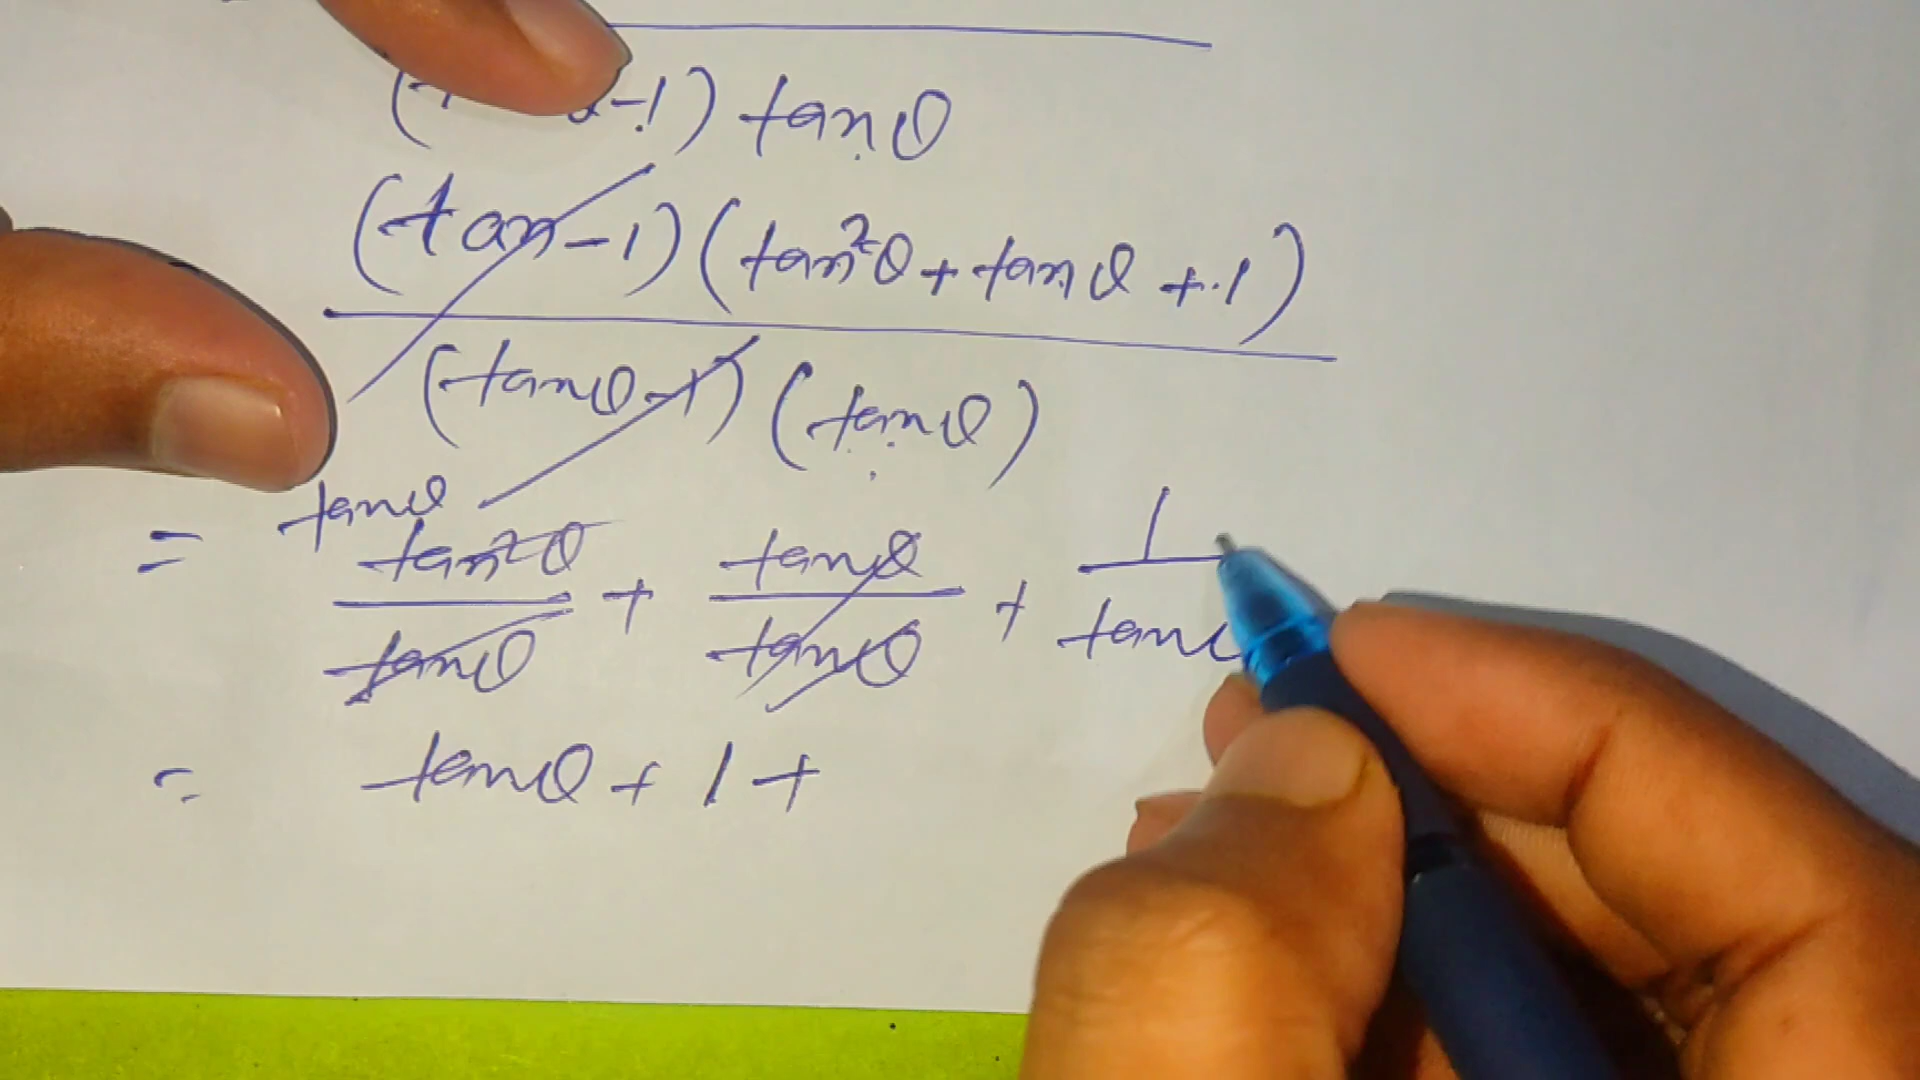 -1) tanθ
(tan-1)(tan²θ + tanθ + 1)
(tanθ-1) (tanθ)
= tanθ
tan²θ/tanθ + tanθ/tanθ + 1/tan
= tanθ + 1 +